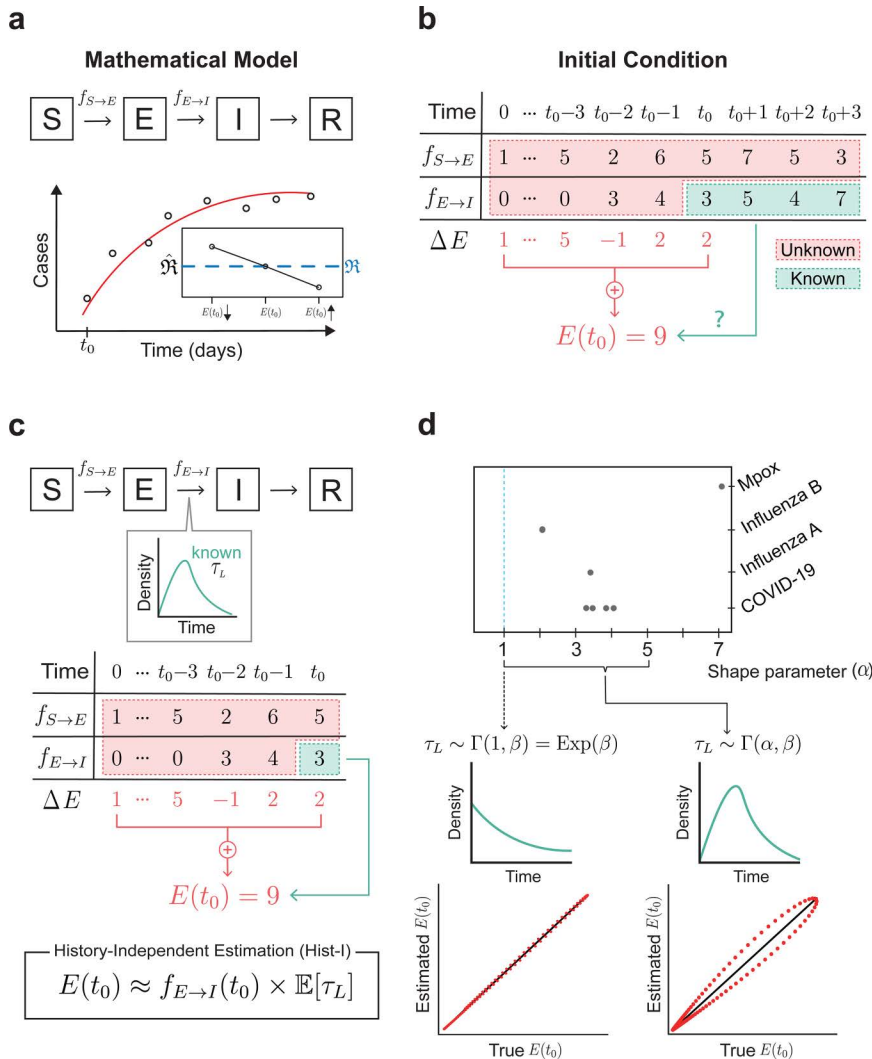 a
Mathematical Model
f_{S→E} f_{E→I}
S → E → I → R
Cases
ℜ̂
ℜ
E(t₀)↓ E(t₀) E(t₀)↑
t₀
Time (days)
b
Initial Condition
Time 0 ··· t₀−3 t₀−2 t₀−1 t₀ t₀+1 t₀+2 t₀+3
f_{S→E} 1 ··· 5 2 6 5 7 5 3
f_{E→I} 0 ··· 0 3 4 3 5 4 7
ΔE 1 ··· 5 −1 2 2
Unknown
Known
+
?
E(t₀) = 9
c
f_{S→E} f_{E→I}
S → E → I → R
known
τ_L
Density
Time
Time 0 ··· t₀−3 t₀−2 t₀−1 t₀
f_{S→E} 1 ··· 5 2 6 5
f_{E→I} 0 ··· 0 3 4 3
ΔE 1 ··· 5 −1 2 2
+
E(t₀) = 9
History-Independent Estimation (Hist-I)
E(t₀) ≈ f_{E→I}(t₀) × 𝔼[τ_L]
d
Mpox
Influenza B
Influenza A
COVID-19
1 3 5 7
Shape parameter (α)
τ_L ∼ Γ(1, β) = Exp(β)
τ_L ∼ Γ(α, β)
Density
Time
Density
Time
Estimated E(t₀)
True E(t₀)
Estimated E(t₀)
True E(t₀)